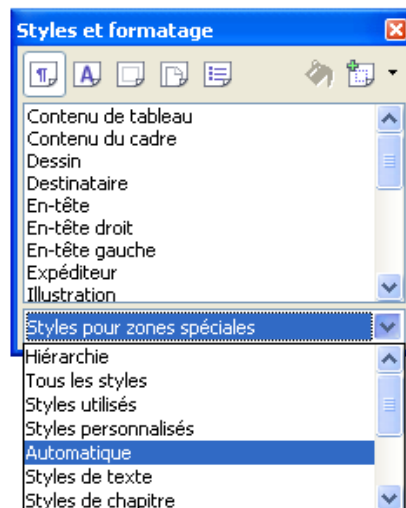 Styles et formatage
Contenu de tableau
Contenu du cadre
Dessin
Destinataire
En-tête
En-tête droit
En-tête gauche
Expéditeur
Illustration
Styles pour zones spéciales
Hiérarchie
Tous les styles
Styles utilisés
Styles personnalisés
Automatique
Styles de texte
Styles de chapitre